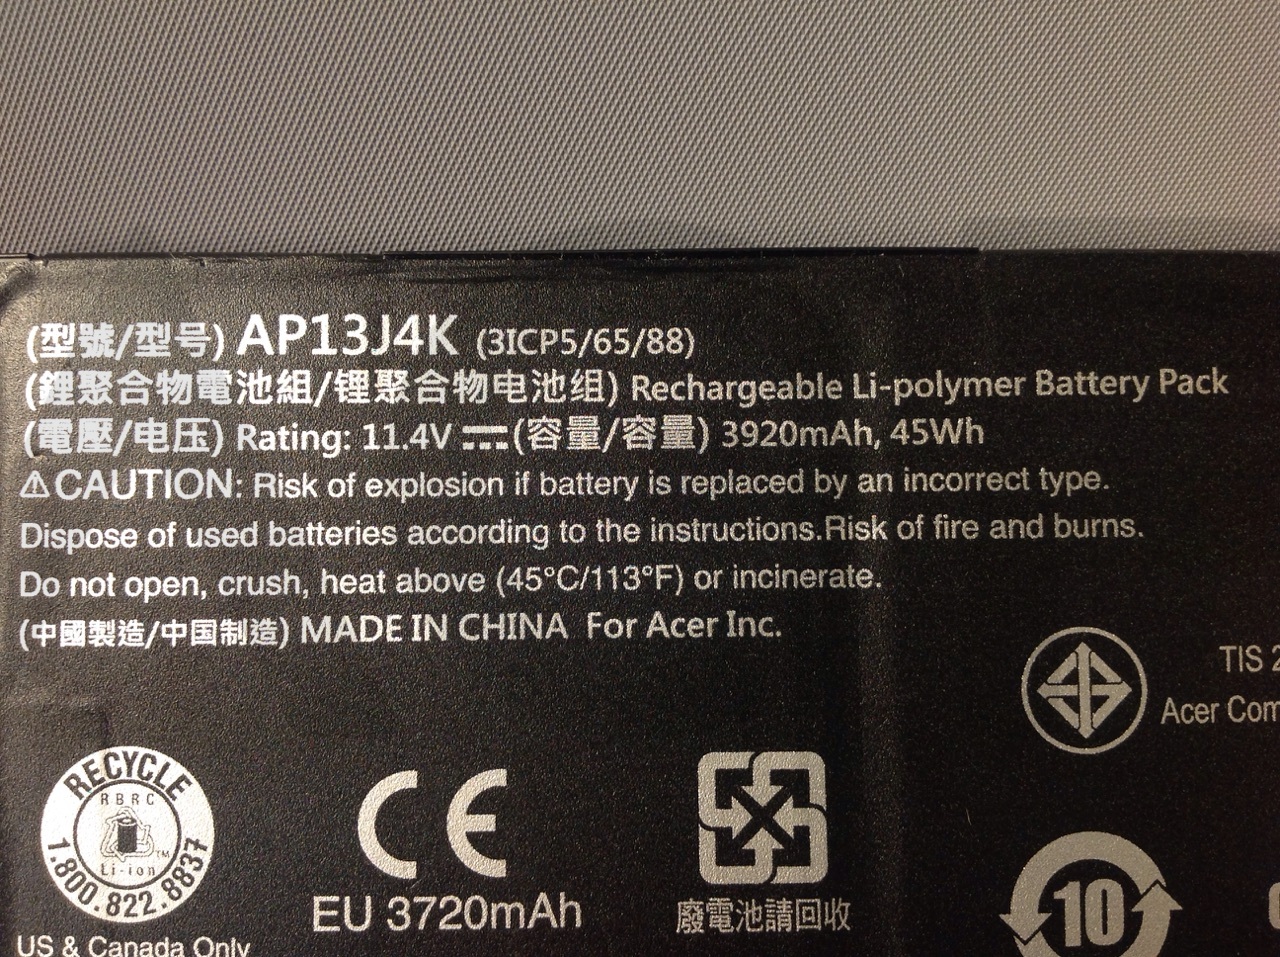 (型號/型号) AP13J4K (3ICP5/65/88)
(鋰聚合物電池組/锂聚合物电池组) Rechargeable Li-polymer Battery Pack
(電壓/电压) Rating: 11.4V (容量/容量) 3920mAh, 45Wh
CAUTION: Risk of explosion if battery is replaced by an incorrect type.
Dispose of used batteries according to the instructions.Risk of fire and burns.
Do not open, crush, heat above (45°C/113°F) or incinerate.
(中國製造/中国制造) MADE IN CHINA For Acer Inc.
TIS 2
Acer Com
RECYCLE
RBRC
Li-ion
TM
1.800.822.8837
US & Canada Only
CE
EU 3720mAh
廢電池請回收
10